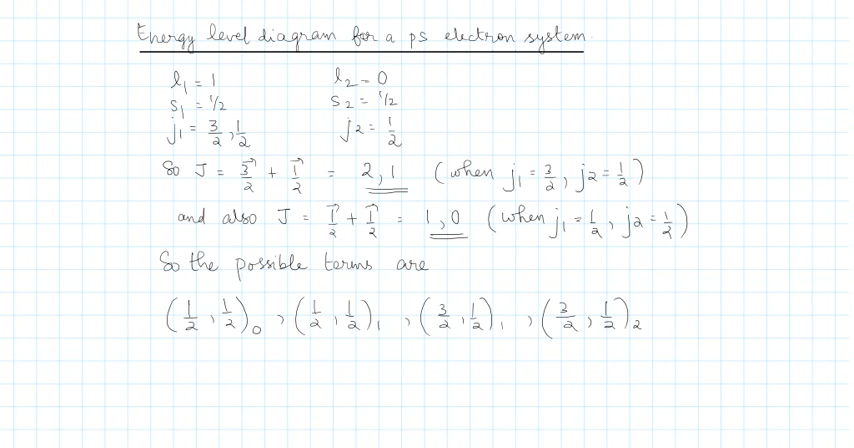 Energy level diagram for a ps electron system.
l₁ = 1 l₂ = 0
s₁ = 1/2 s₂ = 1/2
j₁ = 3/2, 1/2 j₂ = 1/2
So J = 3⃗/2 + 1⃗/2 = 2, 1 (when j₁ = 3/2, j₂ = 1/2)
and also J = 1⃗/2 + 1⃗/2 = 1, 0 (when j₁ = 1/2, j₂ = 1/2)
So the possible terms are
(1/2, 1/2)₀, (1/2, 1/2)₁, (3/2, 1/2)₁, (3/2, 1/2)₂